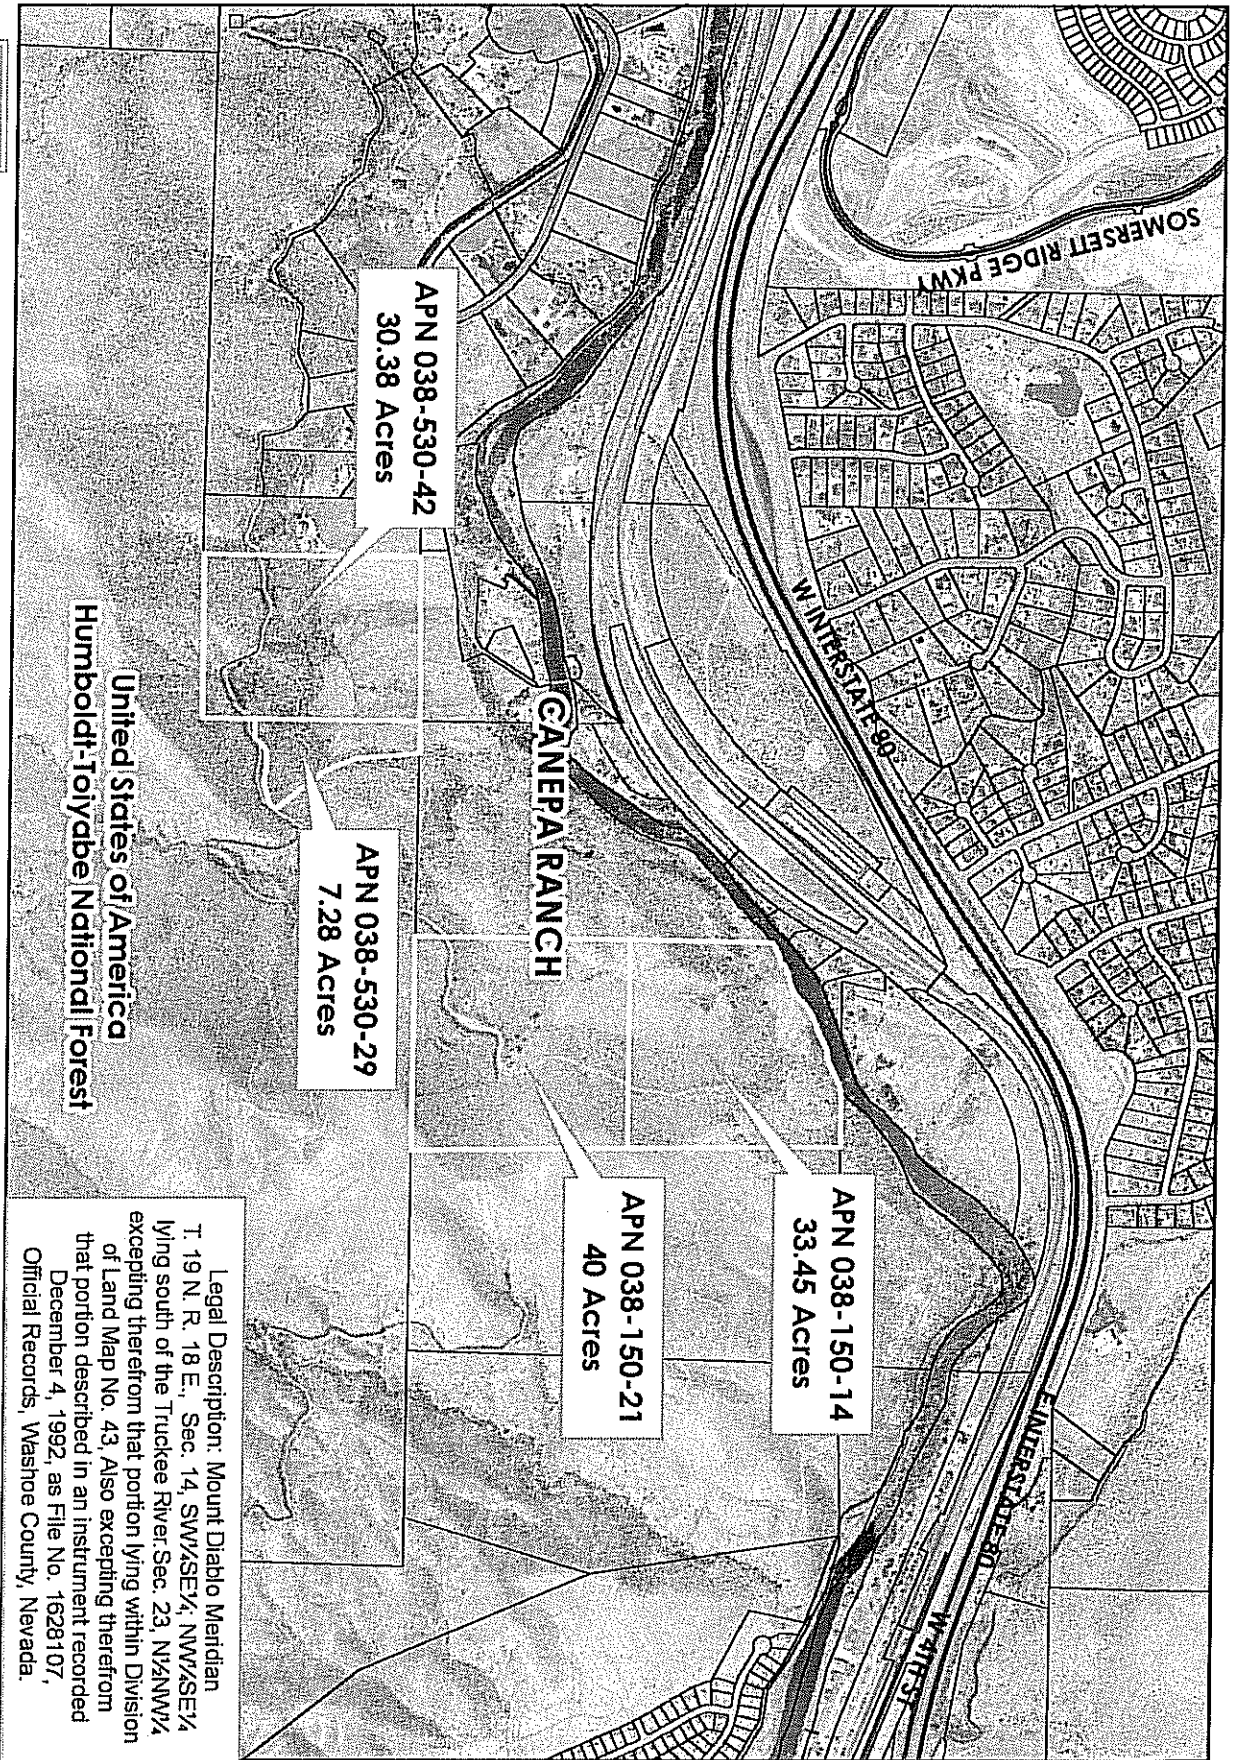 SOMERSETT RIDGE PKWY
W INTERSTATE 80
E INTERSTATE 80
W 4TH ST
APN 038-530-42
30.38 Acres
CANEPA RANCH
APN 038-150-14
33.45 Acres
APN 038-150-21
40 Acres
APN 038-530-29
7.28 Acres
United States of America
Humboldt-Toiyabe National Forest
Legal Description: Mount Diablo Meridian
T. 19 N. R. 18 E., Sec. 14, SW¼SE¼; NW¼SE¼
lying south of the Truckee River.Sec. 23, N½NW¼
excepting therefrom that portion lying within Division
of Land Map No. 43, Also excepting therefrom
that portion described in an instrument recorded
December 4, 1992, as File No. 1628107,
Official Records, Washoe County, Nevada.